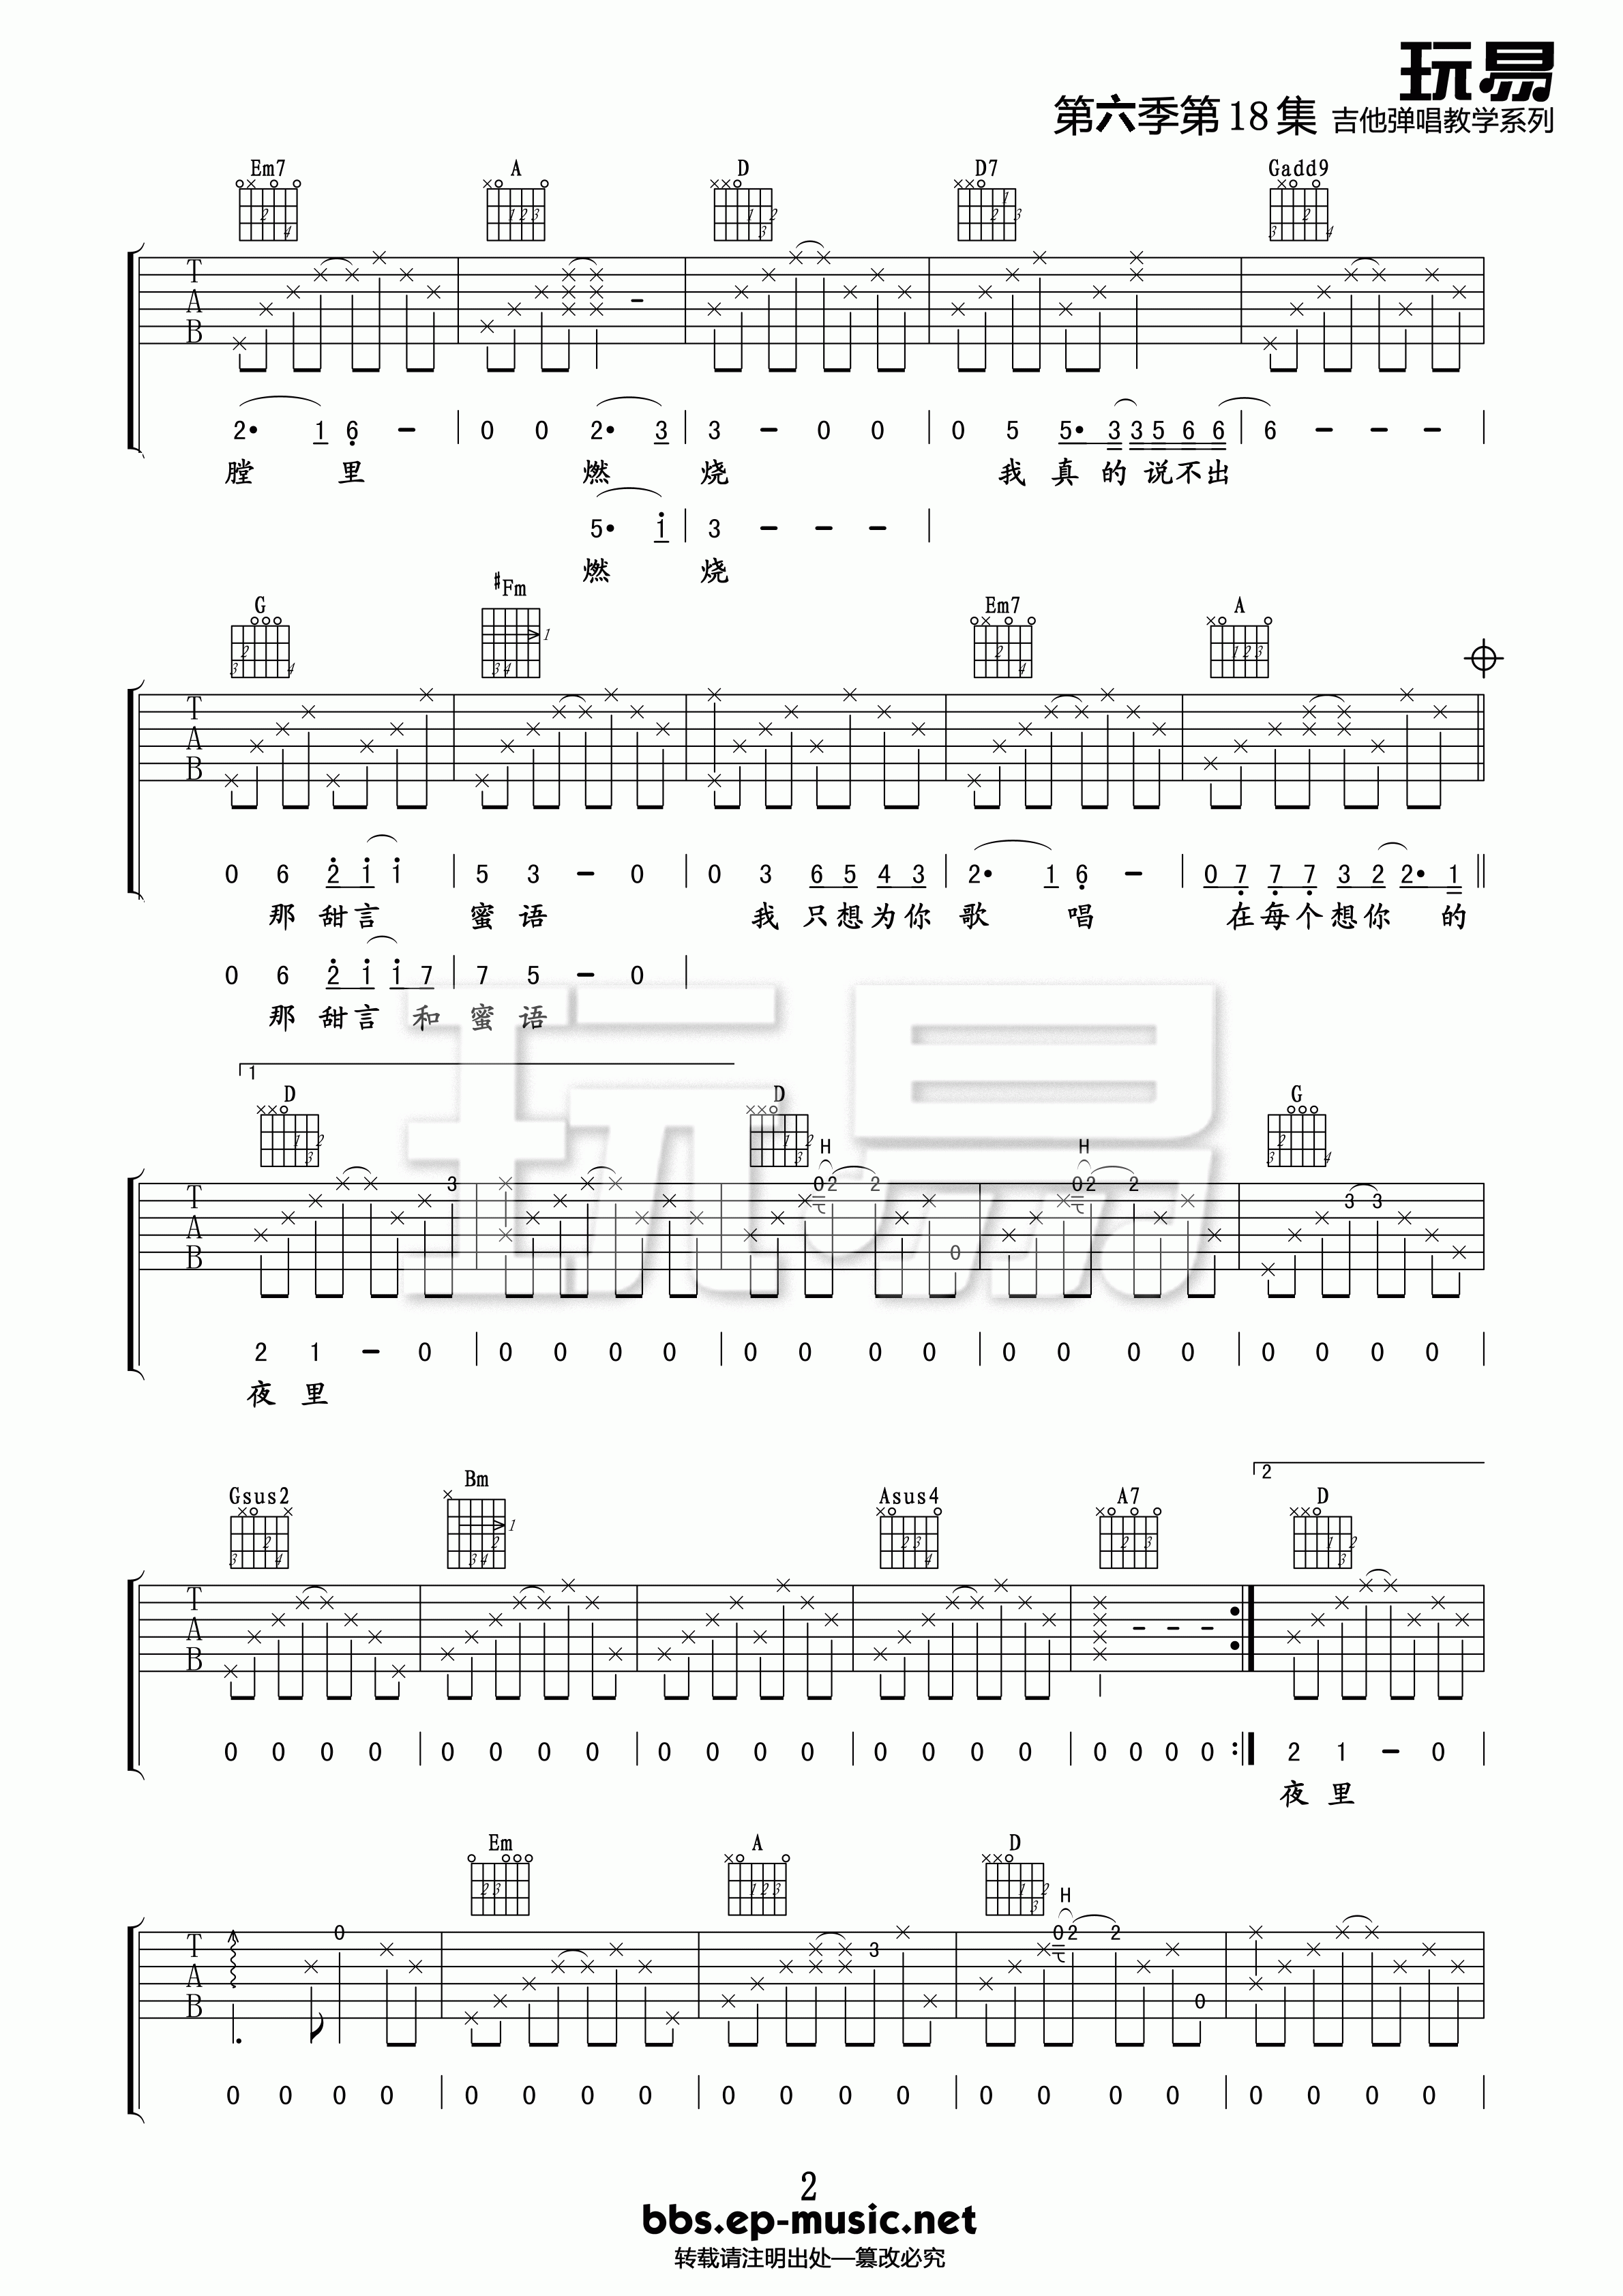 玩易
第六季第18集 吉他弹唱教学系列
Em7 A D D7 Gadd9
T
A
B
2• 1 6 - | 0 0 2• 3 | 3 - 0 0 | 0 5 5• 3 3 5 6 6 | 6 - - - |
膛 里 燃 烧 我 真 的 说 不 出
5• 1 | 3 - - - |
燃 烧
G #Fm Em7 A
T
A
B
0 6 2 1 1 | 5 3 - 0 | 0 3 6 5 4 3 | 2• 1 6 - | 0 7 7 7 3 2 2• 1 ||
那 甜 言 蜜 语 我 只 想 为 你 歌 唱 在 每 个 想 你 的
0 6 2 1 1 7 | 7 5 - 0 |
那 甜 言 和 蜜 语
1
D D G
H H
T
A
B
3 0 2 2 0 0 2 2 3 3
2 1 - 0 | 0 0 0 0 | 0 0 0 0 | 0 0 0 0 | 0 0 0 0 |
夜 里
2
Gsus2 Bm Asus4 A7 D
T
A
B
0 0 0 0 | 0 0 0 0 | 0 0 0 0 | 0 0 0 0 | 0 0 0 0 :| 2 1 - 0 |
夜 里
Em A D
H
T
A
B
0 3 0 2 2 0
0 0 0 0 | 0 0 0 0 | 0 0 0 0 | 0 0 0 0 | 0 0 0 0 |
2
bbs.ep-music.net
转载请注明出处—篡改必究
玩易